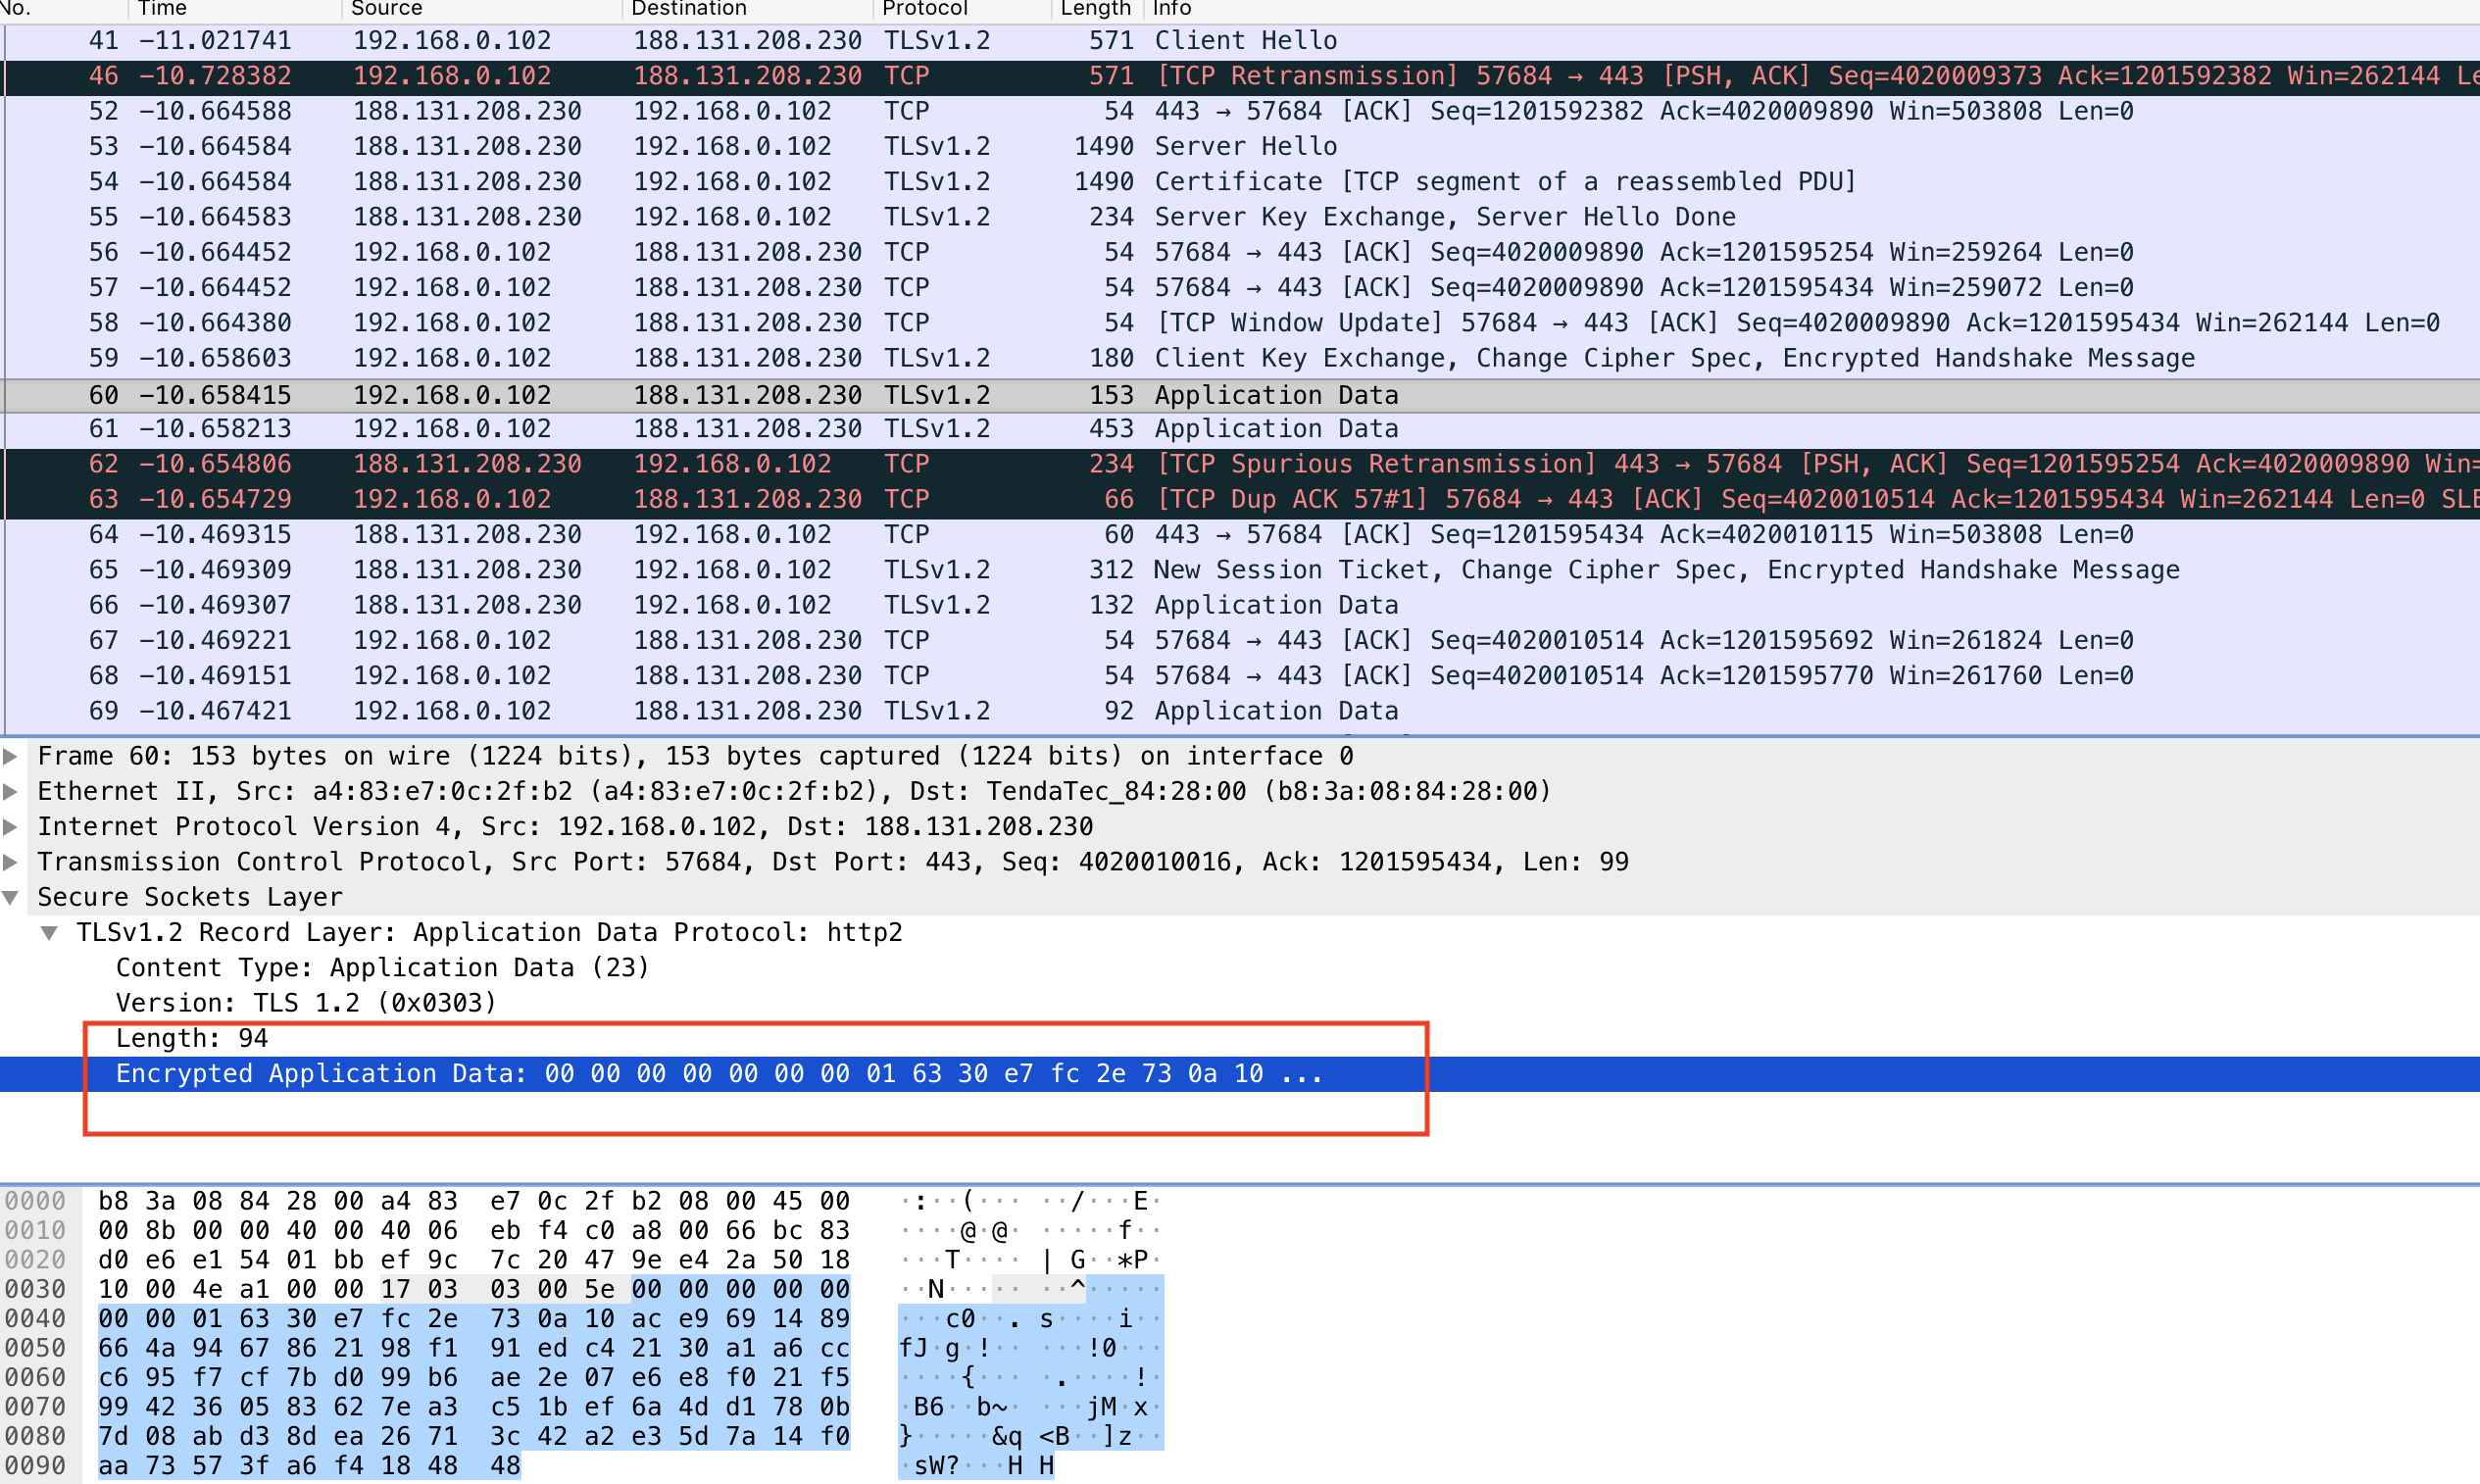 No. Time Source Destination Protocol Length Info
41 −11.021741 192.168.0.102 188.131.208.230 TLSv1.2 571 Client Hello
46 −10.728382 192.168.0.102 188.131.208.230 TCP 571 [TCP Retransmission] 57684 → 443 [PSH, ACK] Seq=4020009373 Ack=1201592382 Win=262144 Le
52 −10.664588 188.131.208.230 192.168.0.102 TCP 54 443 → 57684 [ACK] Seq=1201592382 Ack=4020009890 Win=503808 Len=0
53 −10.664584 188.131.208.230 192.168.0.102 TLSv1.2 1490 Server Hello
54 −10.664584 188.131.208.230 192.168.0.102 TLSv1.2 1490 Certificate [TCP segment of a reassembled PDU]
55 −10.664583 188.131.208.230 192.168.0.102 TLSv1.2 234 Server Key Exchange, Server Hello Done
56 −10.664452 192.168.0.102 188.131.208.230 TCP 54 57684 → 443 [ACK] Seq=4020009890 Ack=1201595254 Win=259264 Len=0
57 −10.664452 192.168.0.102 188.131.208.230 TCP 54 57684 → 443 [ACK] Seq=4020009890 Ack=1201595434 Win=259072 Len=0
58 −10.664380 192.168.0.102 188.131.208.230 TCP 54 [TCP Window Update] 57684 → 443 [ACK] Seq=4020009890 Ack=1201595434 Win=262144 Len=0
59 −10.658603 192.168.0.102 188.131.208.230 TLSv1.2 180 Client Key Exchange, Change Cipher Spec, Encrypted Handshake Message
60 −10.658415 192.168.0.102 188.131.208.230 TLSv1.2 153 Application Data
61 −10.658213 192.168.0.102 188.131.208.230 TLSv1.2 453 Application Data
62 −10.654806 188.131.208.230 192.168.0.102 TCP 234 [TCP Spurious Retransmission] 443 → 57684 [PSH, ACK] Seq=1201595254 Ack=4020009890 Win=
63 −10.654729 192.168.0.102 188.131.208.230 TCP 66 [TCP Dup ACK 57#1] 57684 → 443 [ACK] Seq=4020010514 Ack=1201595434 Win=262144 Len=0 SLE
64 −10.469315 188.131.208.230 192.168.0.102 TCP 60 443 → 57684 [ACK] Seq=1201595434 Ack=4020010115 Win=503808 Len=0
65 −10.469309 188.131.208.230 192.168.0.102 TLSv1.2 312 New Session Ticket, Change Cipher Spec, Encrypted Handshake Message
66 −10.469307 188.131.208.230 192.168.0.102 TLSv1.2 132 Application Data
67 −10.469221 192.168.0.102 188.131.208.230 TCP 54 57684 → 443 [ACK] Seq=4020010514 Ack=1201595692 Win=261824 Len=0
68 −10.469151 192.168.0.102 188.131.208.230 TCP 54 57684 → 443 [ACK] Seq=4020010514 Ack=1201595770 Win=261760 Len=0
69 −10.467421 192.168.0.102 188.131.208.230 TLSv1.2 92 Application Data
Frame 60: 153 bytes on wire (1224 bits), 153 bytes captured (1224 bits) on interface 0
Ethernet II, Src: a4:83:e7:0c:2f:b2 (a4:83:e7:0c:2f:b2), Dst: TendaTec_84:28:00 (b8:3a:08:84:28:00)
Internet Protocol Version 4, Src: 192.168.0.102, Dst: 188.131.208.230
Transmission Control Protocol, Src Port: 57684, Dst Port: 443, Seq: 4020010016, Ack: 1201595434, Len: 99
Secure Sockets Layer
TLSv1.2 Record Layer: Application Data Protocol: http2
Content Type: Application Data (23)
Version: TLS 1.2 (0x0303)
Length: 94
Encrypted Application Data: 00 00 00 00 00 00 00 01 63 30 e7 fc 2e 73 0a 10 ...
0000 b8 3a 08 84 28 00 a4 83 e7 0c 2f b2 08 00 45 00 ·:··(··· ··/···E·
0010 00 8b 00 00 40 00 40 06 eb f4 c0 a8 00 66 bc 83 ····@·@· ·····f··
0020 d0 e6 e1 54 01 bb ef 9c 7c 20 47 9e e4 2a 50 18 ···T···· | G··*P·
0030 10 00 4e a1 00 00 17 03 03 00 5e 00 00 00 00 00 ··N····· ··^·····
0040 00 00 01 63 30 e7 fc 2e 73 0a 10 ac e9 69 14 89 ···c0··. s····i··
0050 66 4a 94 67 86 21 98 f1 91 ed c4 21 30 a1 a6 cc fJ·g·!·· ···!0···
0060 c6 95 f7 cf 7b d0 99 b6 ae 2e 07 e6 e8 f0 21 f5 ····{··· ·.····!·
0070 99 42 36 05 83 62 7e a3 c5 1b ef 6a 4d d1 78 0b ·B6··b~· ···jM·x·
0080 7d 08 ab d3 8d ea 26 71 3c 42 a2 e3 5d 7a 14 f0 }·····&q <B··]z··
0090 aa 73 57 3f a6 f4 18 48 48 ·sW?···H H